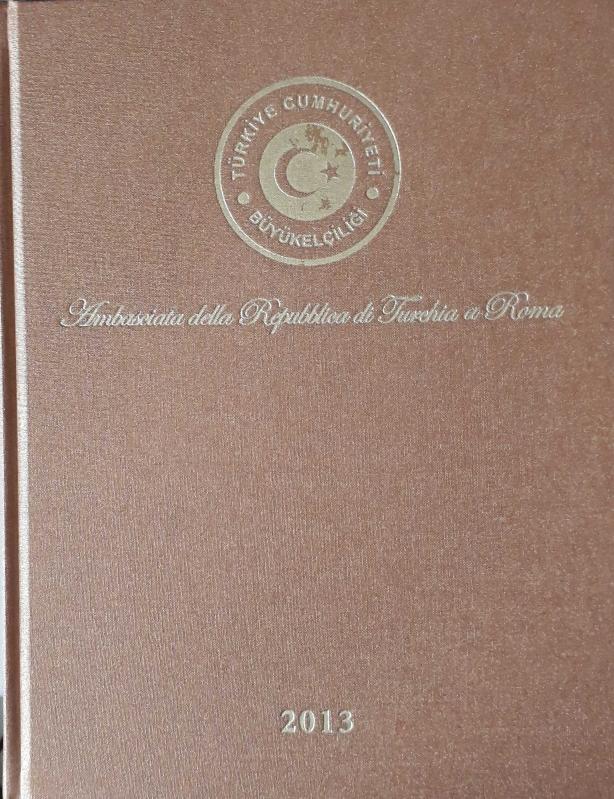 TÜRKİYE CUMHURİYETİ
BÜYÜKELÇİLİĞİ
Ambasciata della Repubblica di Turchia a Roma
2013